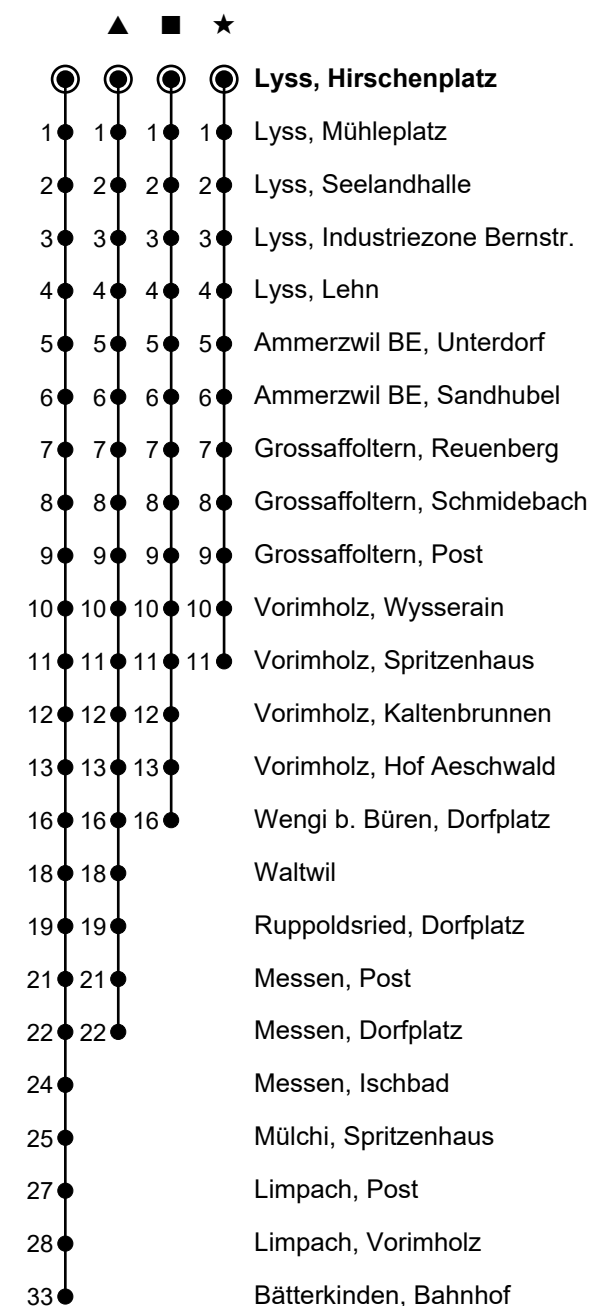 ▲ ■ ★
Lyss, Hirschenplatz
1 1 1 1 Lyss, Mühleplatz
2 2 2 2 Lyss, Seelandhalle
3 3 3 3 Lyss, Industriezone Bernstr.
4 4 4 4 Lyss, Lehn
5 5 5 5 Ammerzwil BE, Unterdorf
6 6 6 6 Ammerzwil BE, Sandhubel
7 7 7 7 Grossaffoltern, Reuenberg
8 8 8 8 Grossaffoltern, Schmidebach
9 9 9 9 Grossaffoltern, Post
10 10 10 10 Vorimholz, Wysserain
11 11 11 11 Vorimholz, Spritzenhaus
12 12 12 Vorimholz, Kaltenbrunnen
13 13 13 Vorimholz, Hof Aeschwald
16 16 16 Wengi b. Büren, Dorfplatz
18 18 Waltwil
19 19 Ruppoldsried, Dorfplatz
21 21 Messen, Post
22 22 Messen, Dorfplatz
24 Messen, Ischbad
25 Mülchi, Spritzenhaus
27 Limpach, Post
28 Limpach, Vorimholz
33 Bätterkinden, Bahnhof